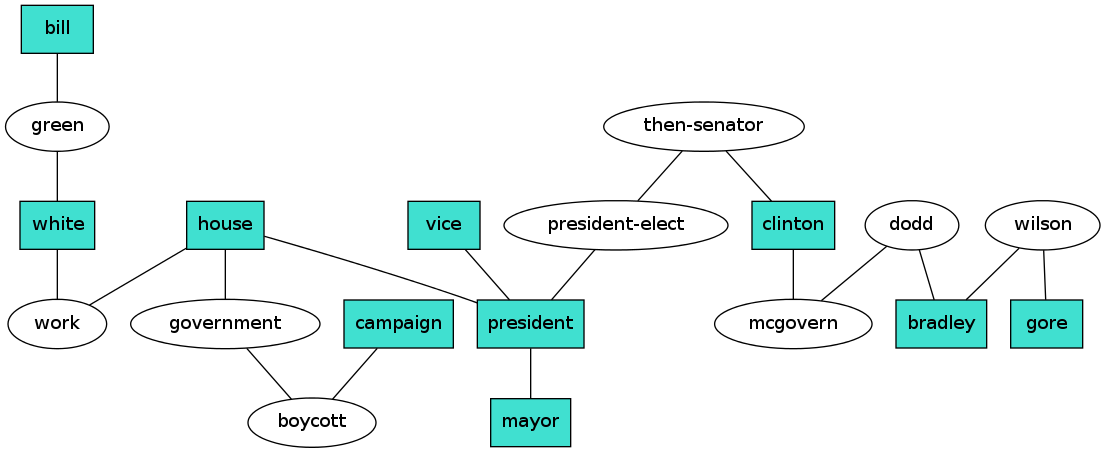 bill
green
then-senator
white
house
vice
president-elect
clinton
dodd
wilson
work
government
campaign
president
mcgovern
bradley
gore
boycott
mayor